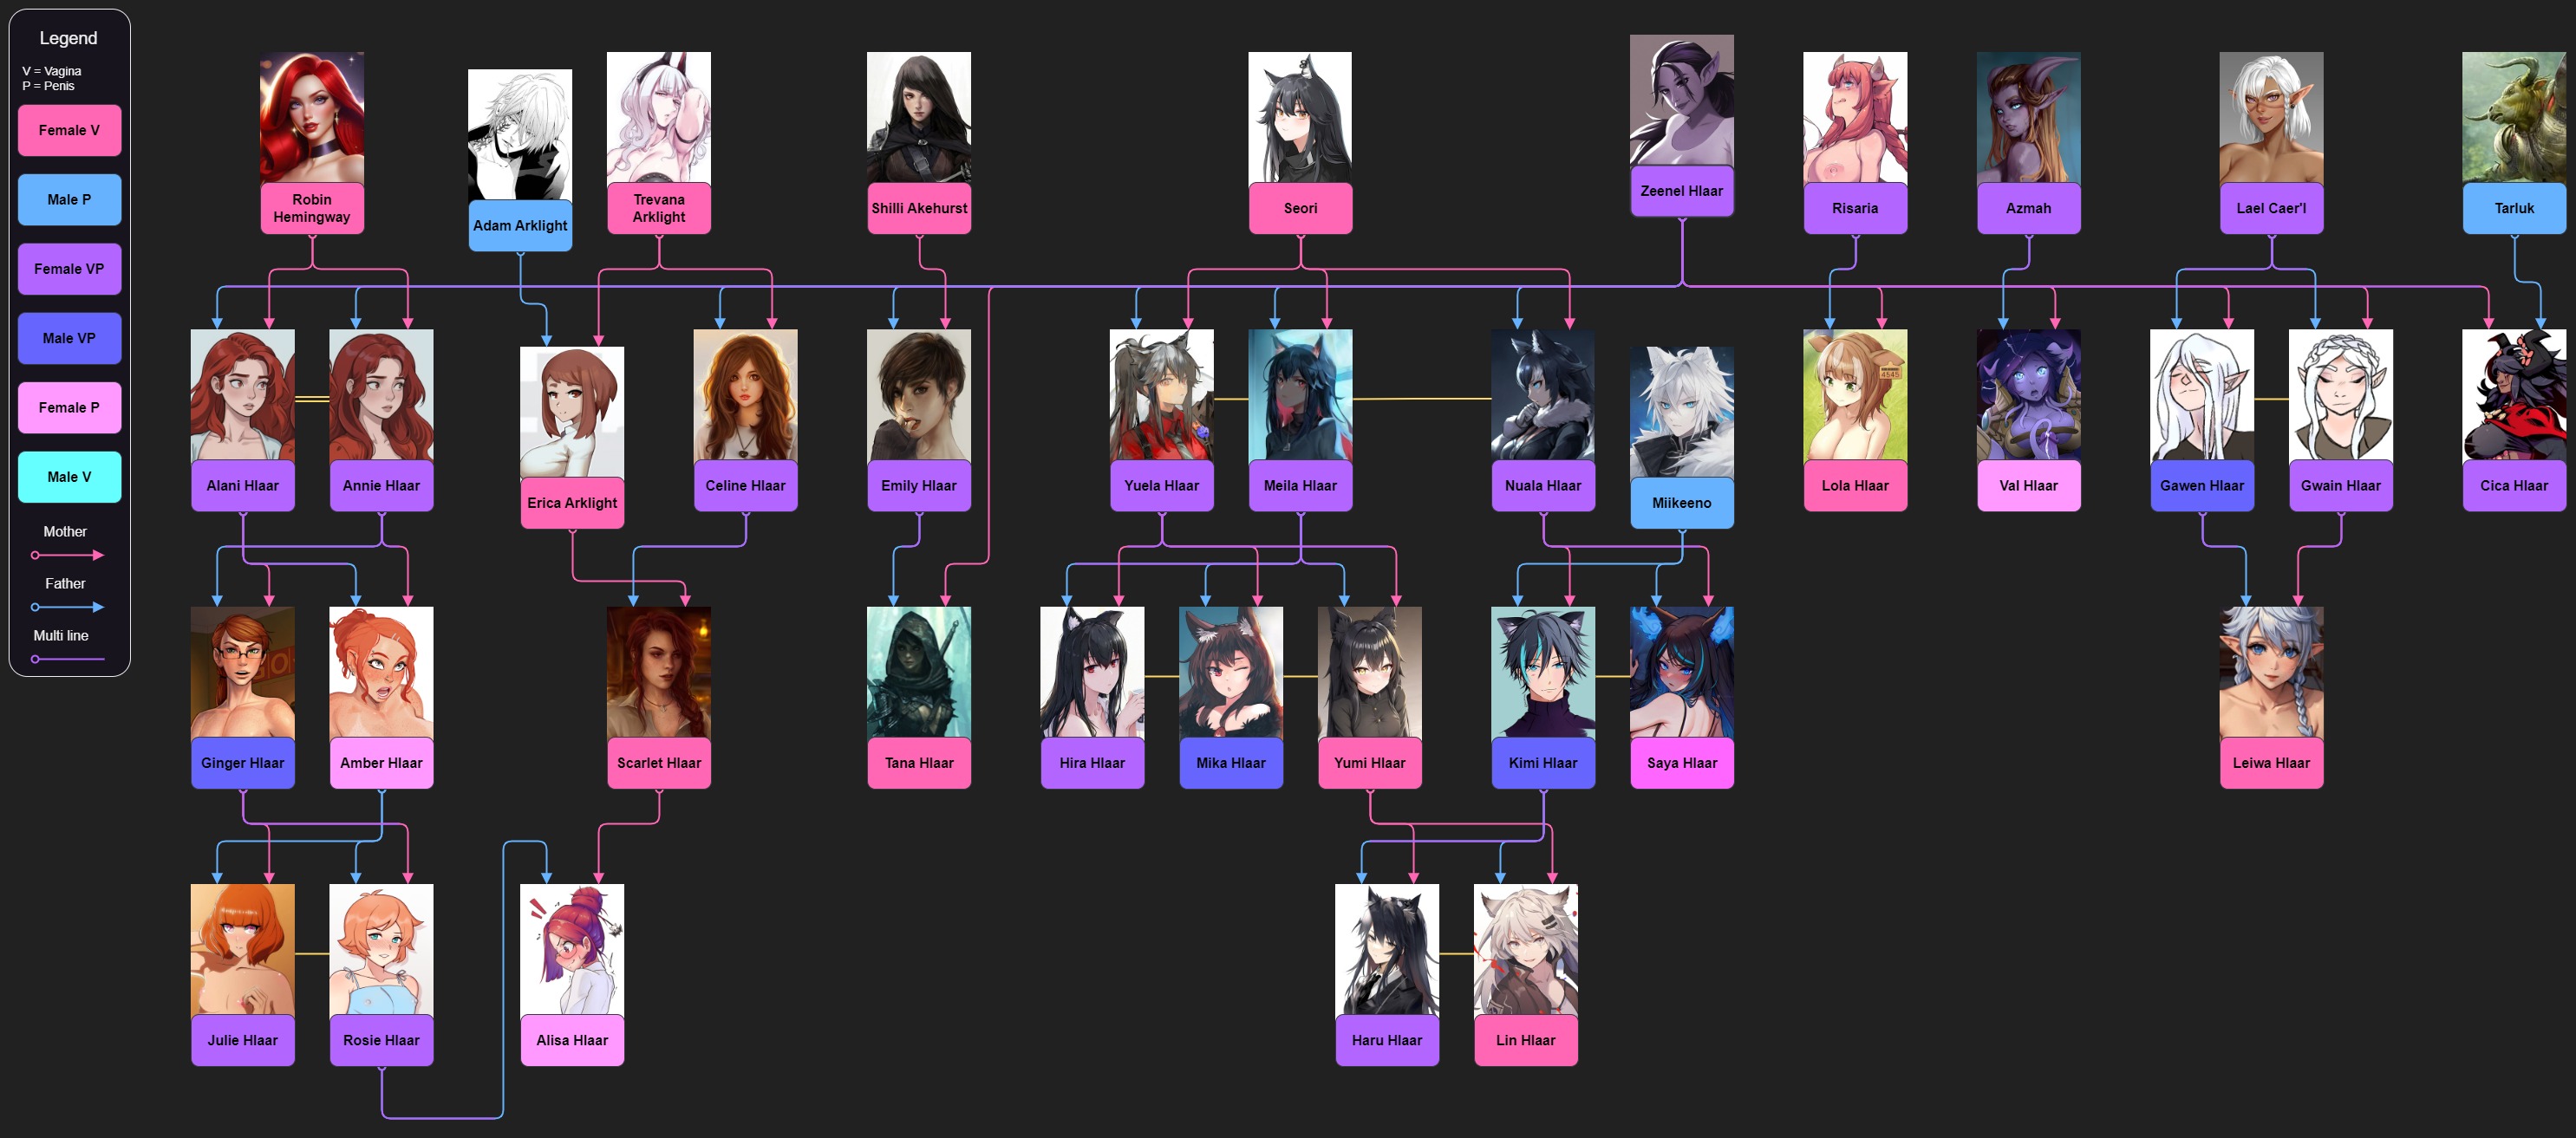 Legend
V = Vagina
P = Penis
Female V
Male P
Female VP
Male VP
Female P
Male V
Mother
Father
Multi line
Robin
Hemingway
Adam Arklight
Trevana
Arklight
Shilli Akehurst
Seori
Zeenel Hlaar
Risaria
Azmah
Lael Caer'l
Tarluk
4545
Alani Hlaar
Annie Hlaar
Erica Arklight
Celine Hlaar
Emily Hlaar
Yuela Hlaar
Meila Hlaar
Nuala Hlaar
Miikeeno
Lola Hlaar
Val Hlaar
Gawen Hlaar
Gwain Hlaar
Cica Hlaar
Ginger Hlaar
Amber Hlaar
Scarlet Hlaar
Tana Hlaar
Hira Hlaar
Mika Hlaar
Yumi Hlaar
Kimi Hlaar
Saya Hlaar
Leiwa Hlaar
Julie Hlaar
Rosie Hlaar
Alisa Hlaar
Haru Hlaar
Lin Hlaar